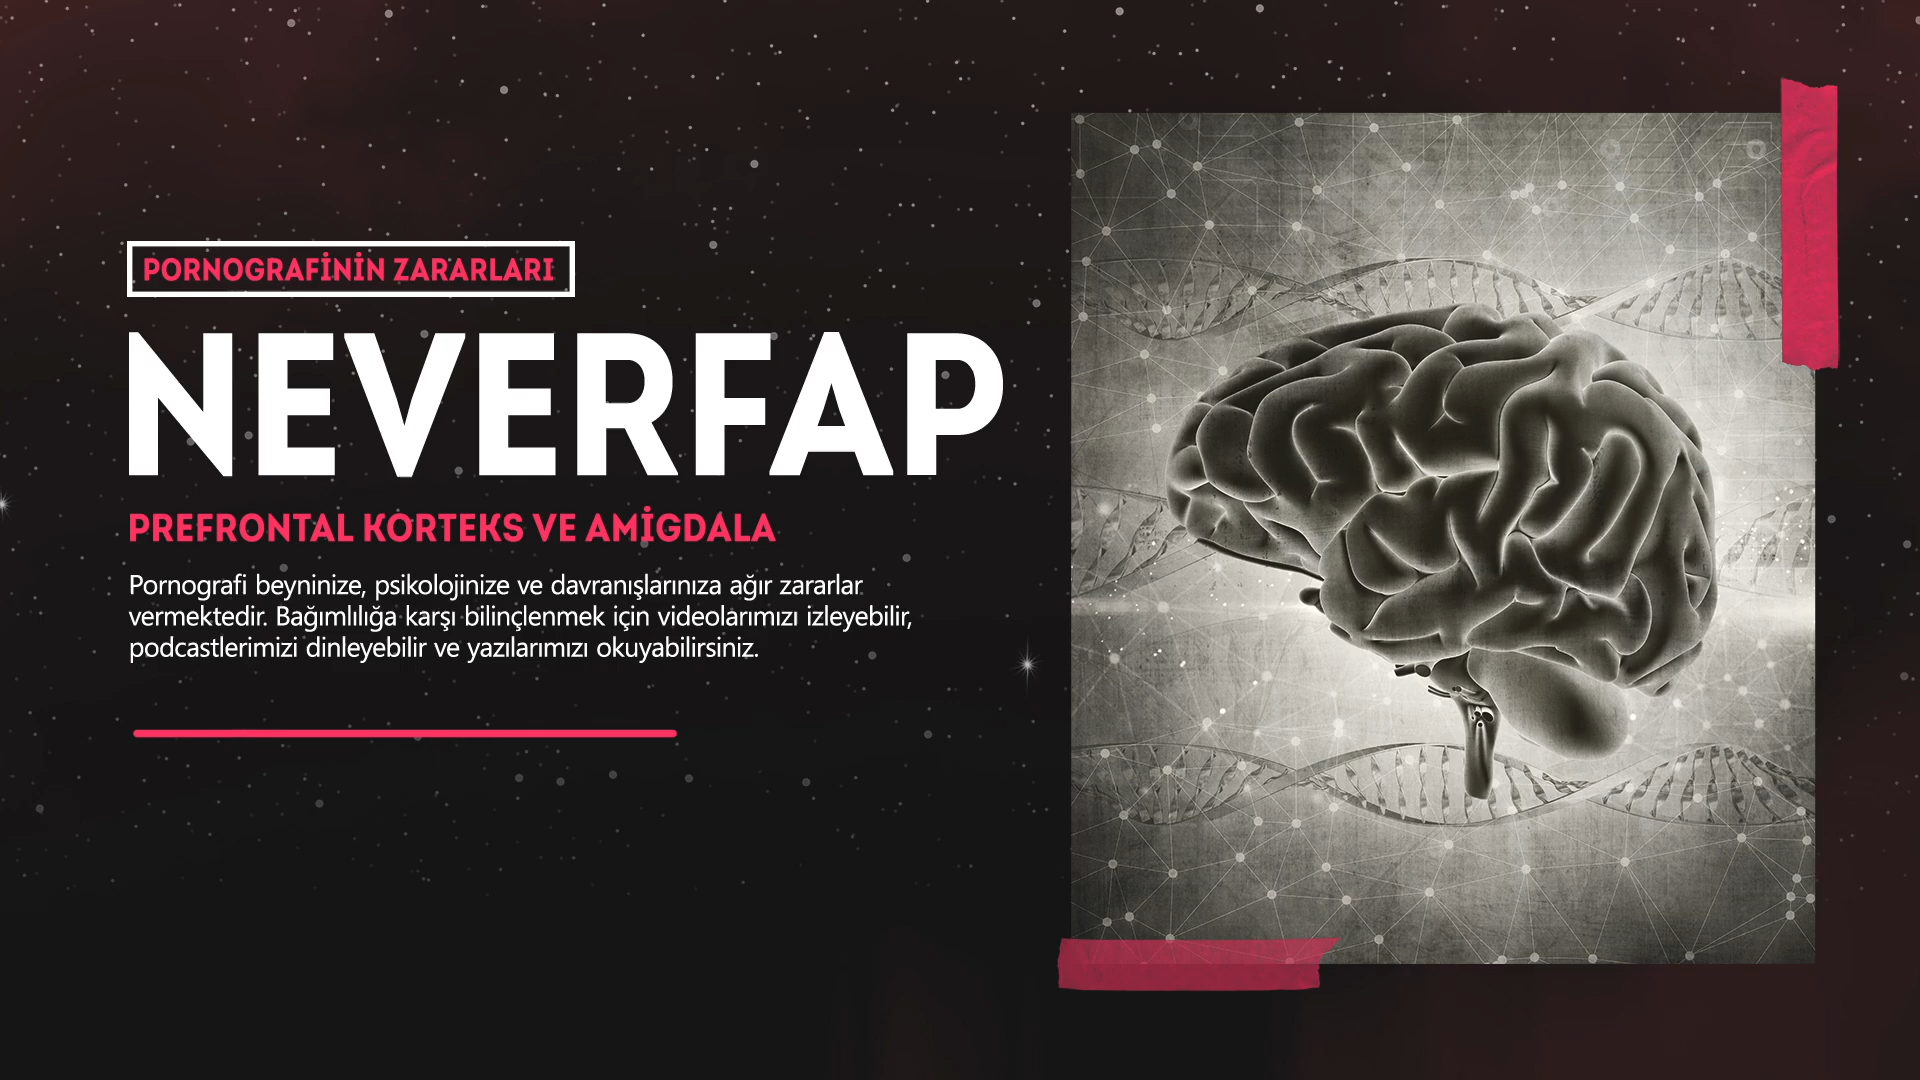 PORNOGRAFİNİN ZARARLARI
NEVERFAP
PREFRONTAL KORTEKS VE AMİGDALA
Pornografi beyninize, psikolojinize ve davranışlarınıza ağır zararlar
vermektedir. Bağımlılığa karşı bilinçlenmek için videolarımızı izleyebilir,
podcastlerimizi dinleyebilir ve yazılarımızı okuyabilirsiniz.